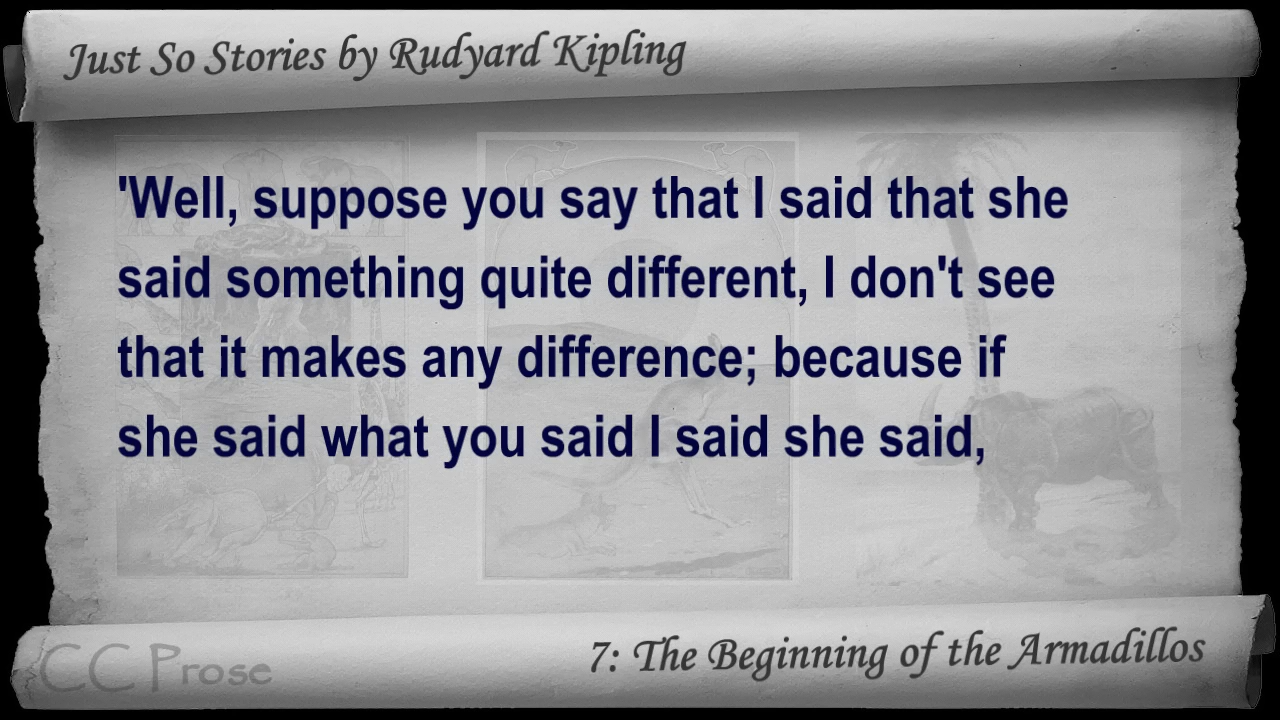 Just So Stories by Rudyard Kipling
'Well, suppose you say that I said that she
said something quite different, I don't see
that it makes any difference; because if
she said what you said I said she said,
7: The Beginning of the Armadillos
CC Prose